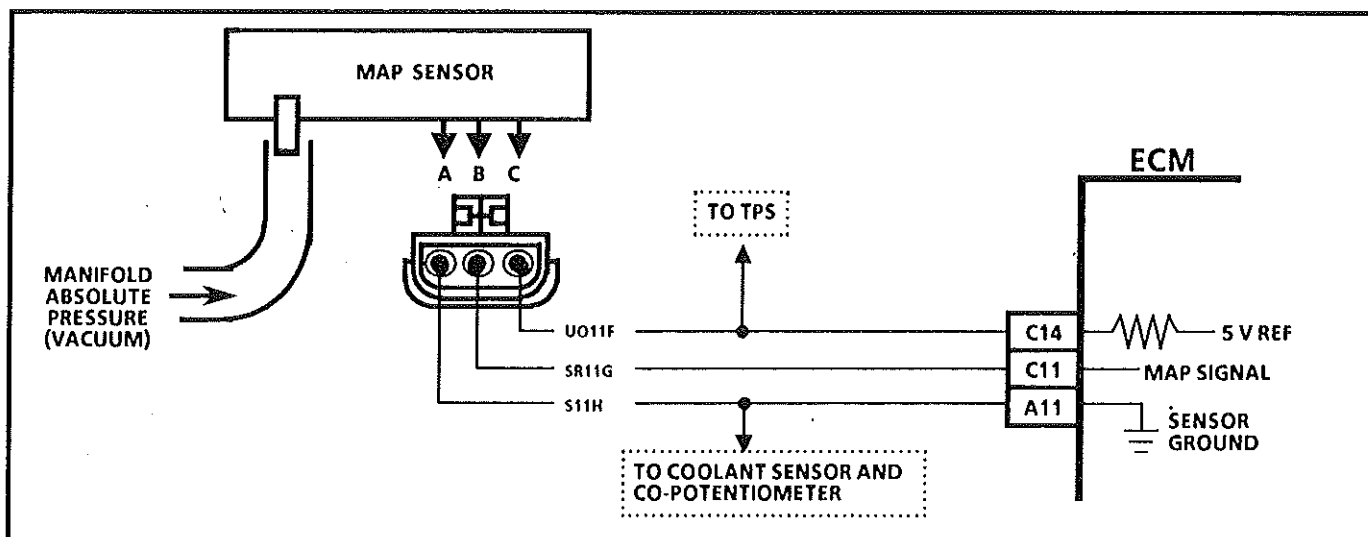 MAP SENSOR
A B C
ECM
TO TPS
MANIFOLD
ABSOLUTE
PRESSURE
(VACUUM)
UO11F
C14
5 V REF
SR11G
C11
MAP SIGNAL
S11H
A11
SENSOR
GROUND
TO COOLANT SENSOR AND
CO-POTENTIOMETER